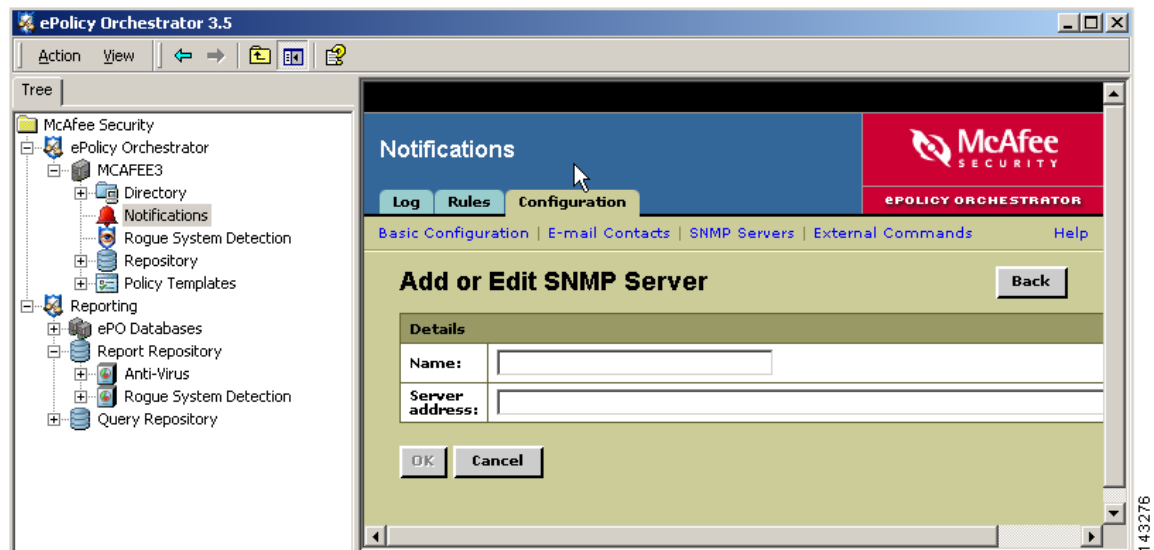 ePolicy Orchestrator 3.5
Action View
Tree
McAfee Security
ePolicy Orchestrator
MCAFEE3
Directory
Notifications
Rogue System Detection
Repository
Policy Templates
Reporting
ePO Databases
Report Repository
Anti-Virus
Rogue System Detection
Query Repository
Notifications
McAfee
SECURITY
Log Rules Configuration
ePOLICY ORCHESTRATOR
Basic Configuration | E-mail Contacts | SNMP Servers | External Commands Help
Add or Edit SNMP Server
Back
Details
Name:
Server
address:
OK Cancel
143276